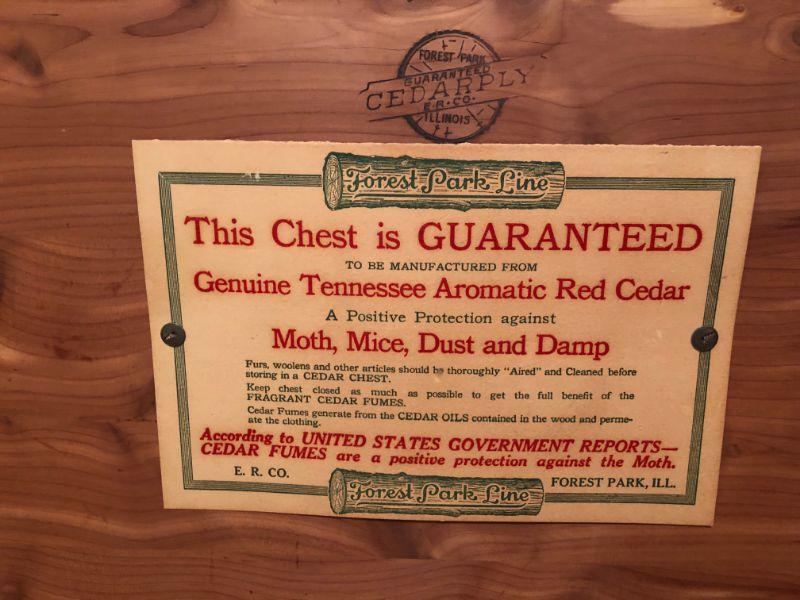 FOREST PARK
GUARANTEED
CEDARPLY
E.R.CO.
ILLINOIS
Forest Park Line
This Chest is GUARANTEED
TO BE MANUFACTURED FROM
Genuine Tennessee Aromatic Red Cedar
A Positive Protection against
Moth, Mice, Dust and Damp
Furs, woolens and other articles should be thoroughly "Aired" and Cleaned before
storing in a CEDAR CHEST.
Keep chest closed as much as possible to get the full benefit of the
FRAGRANT CEDAR FUMES.
Cedar Fumes generate from the CEDAR OILS contained in the wood and perme-
ate the clothing.
According to UNITED STATES GOVERNMENT REPORTS—
CEDAR FUMES are a positive protection against the Moth.
E. R. CO.
FOREST PARK, ILL.
Forest Park Line